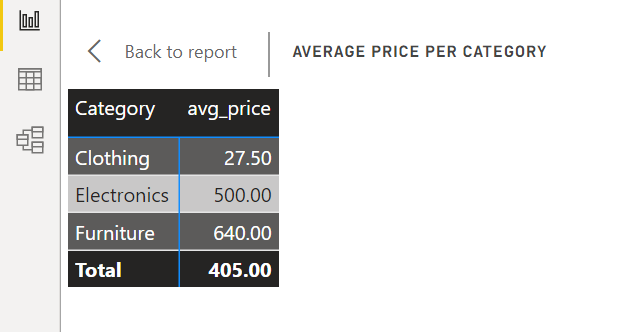 Back to report
AVERAGE PRICE PER CATEGORY
Category avg_price
Clothing 27.50
Electronics 500.00
Furniture 640.00
Total 405.00